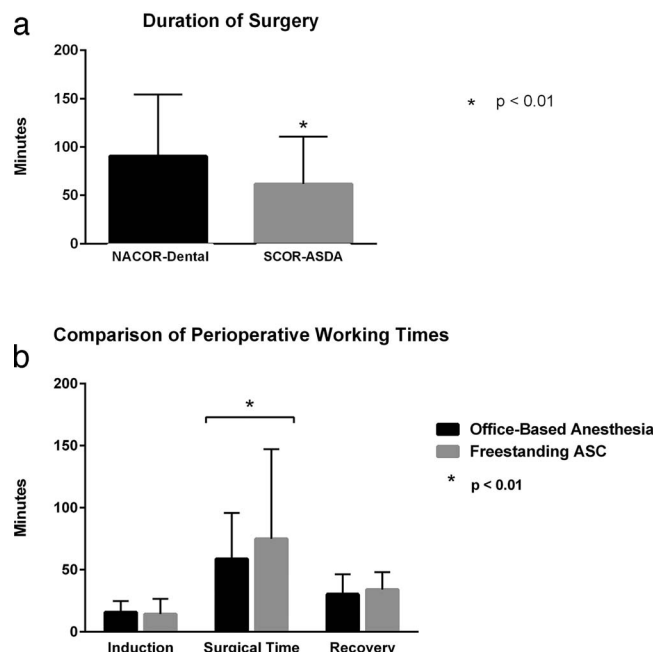 a
Duration of Surgery
200
150
100
50
0
Minutes
*
* p < 0.01
NACOR-Dental SCOR-ASDA
Comparison of Perioperative Working Times
b
200
150
100
50
0
Minutes
*
Office-Based Anesthesia
Freestanding ASC
* p < 0.01
Induction Surgical Time Recovery